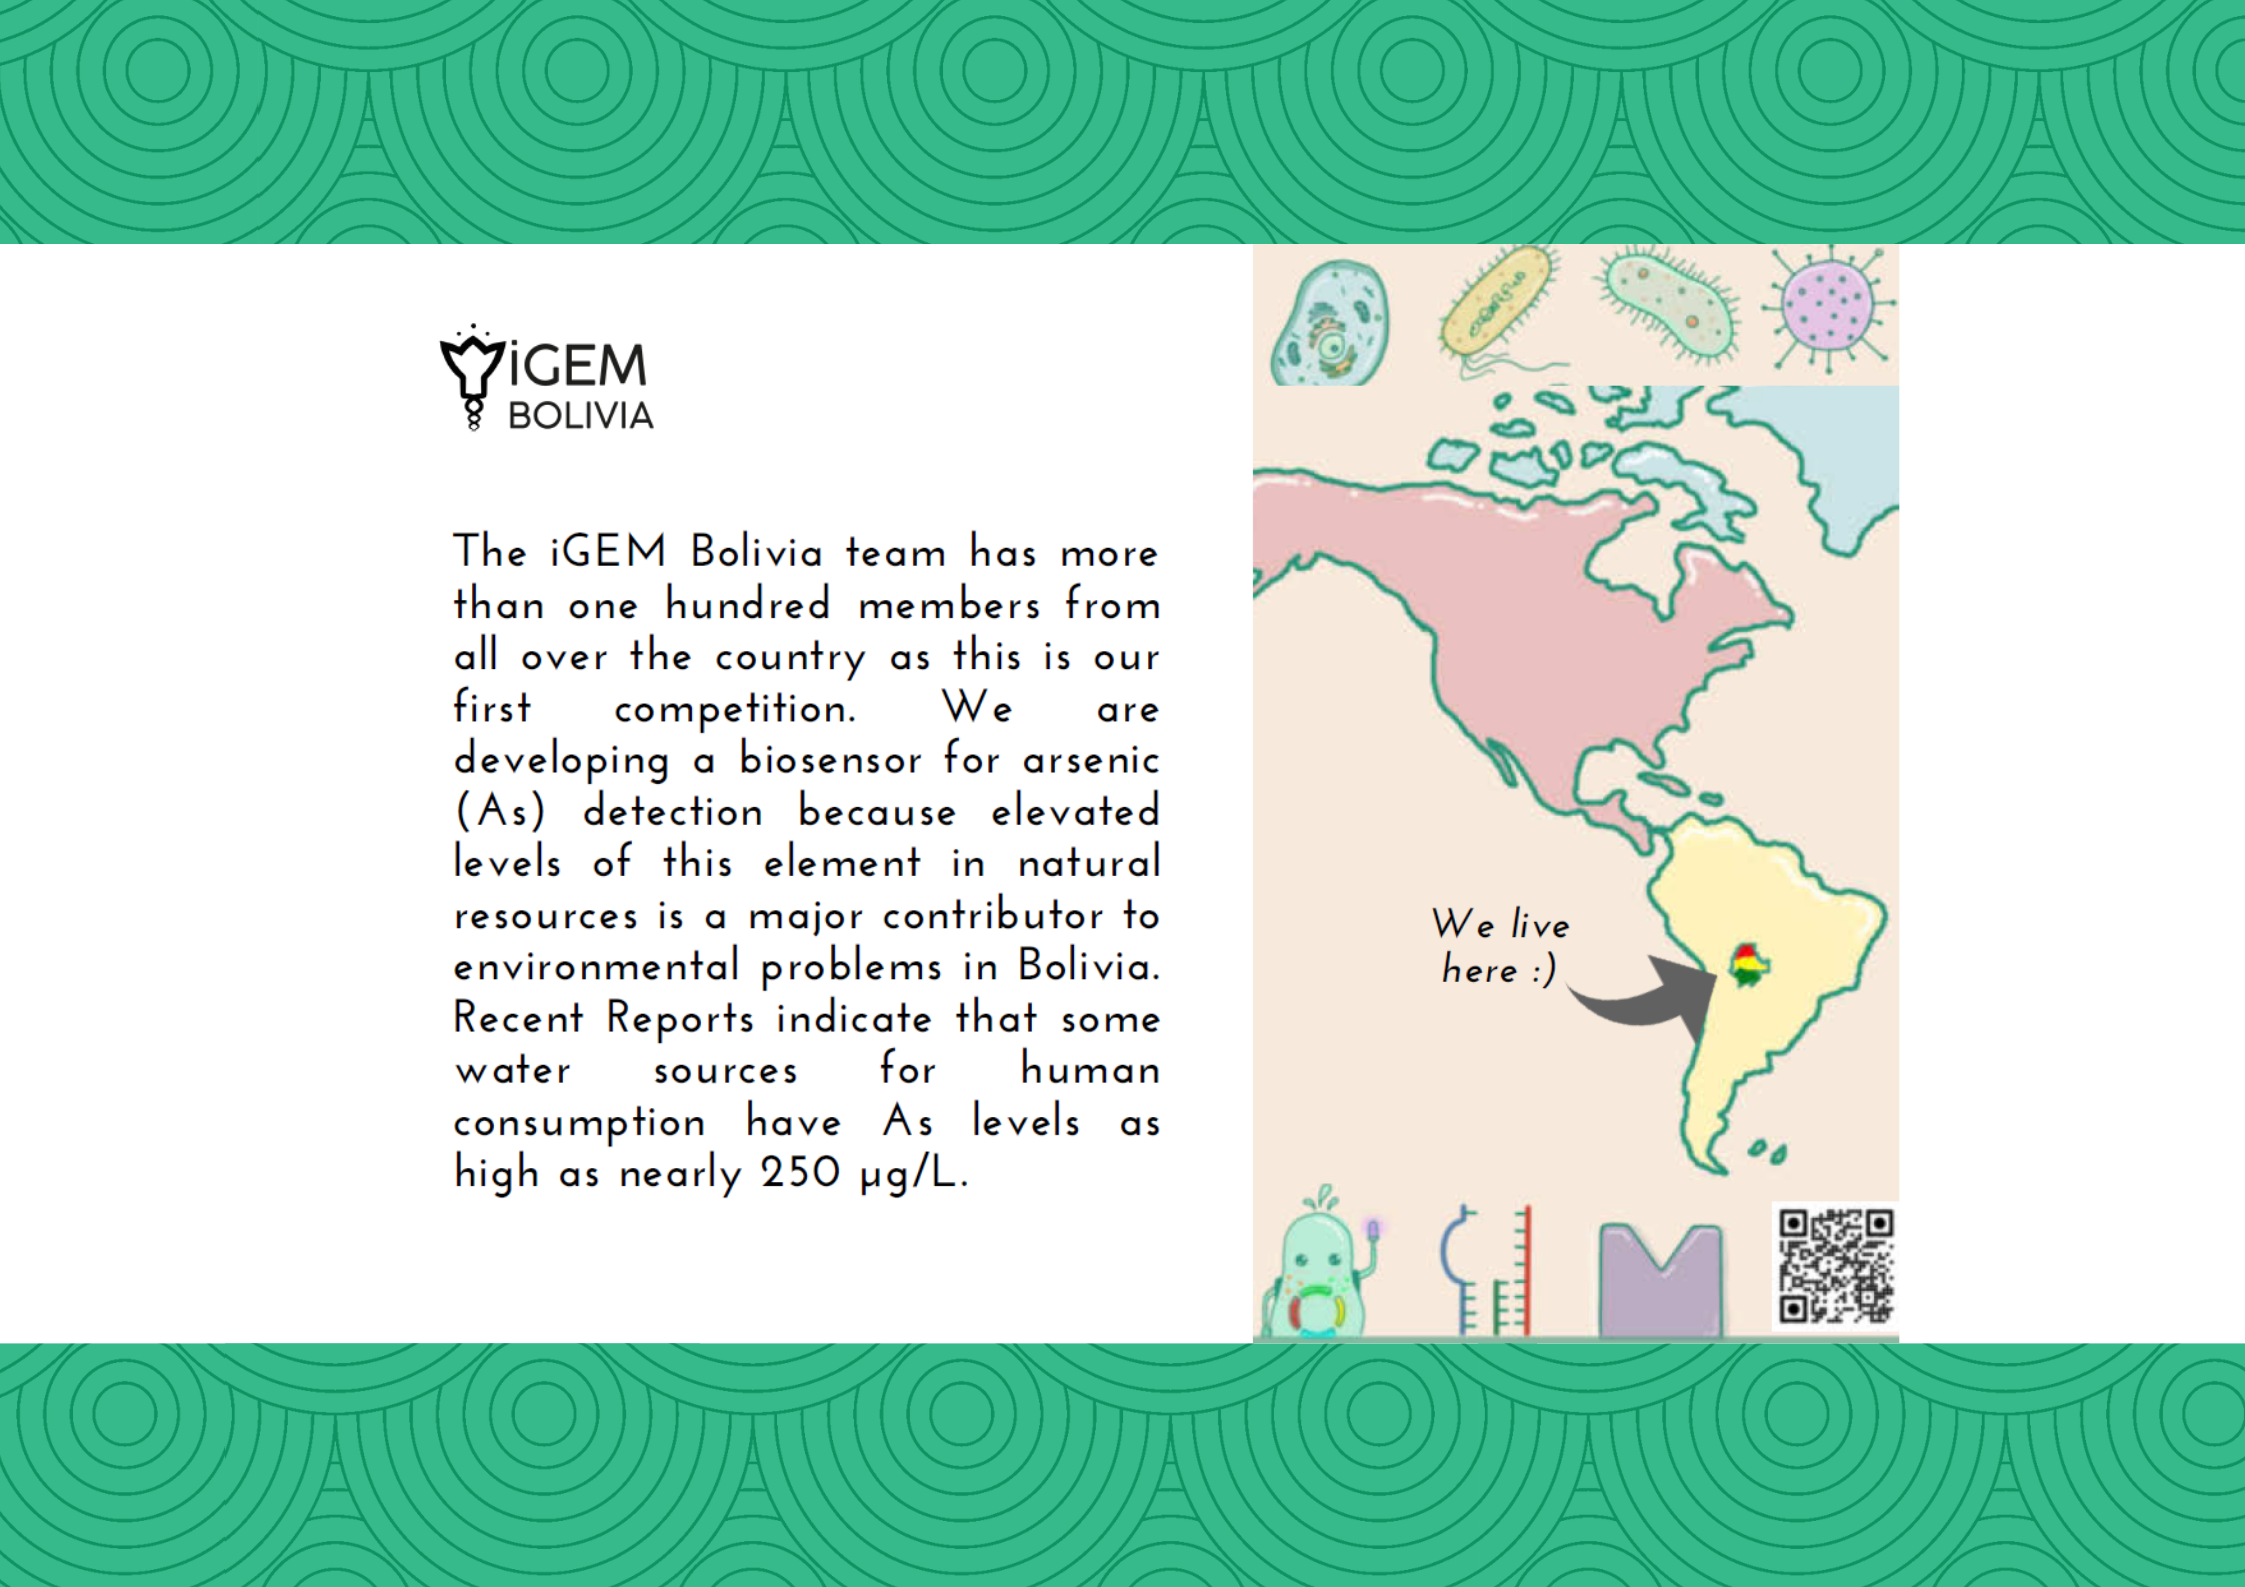 iGEM
BOLIVIA
The iGEM Bolivia team has more
than one hundred members from
all over the country as this is our
first competition. We are
developing a biosensor for arsenic
(As) detection because elevated
levels of this element in natural
resources is a major contributor to
environmental problems in Bolivia.
Recent Reports indicate that some
water sources for human
consumption have As levels as
high as nearly 250 µg/L.
We live
here :)